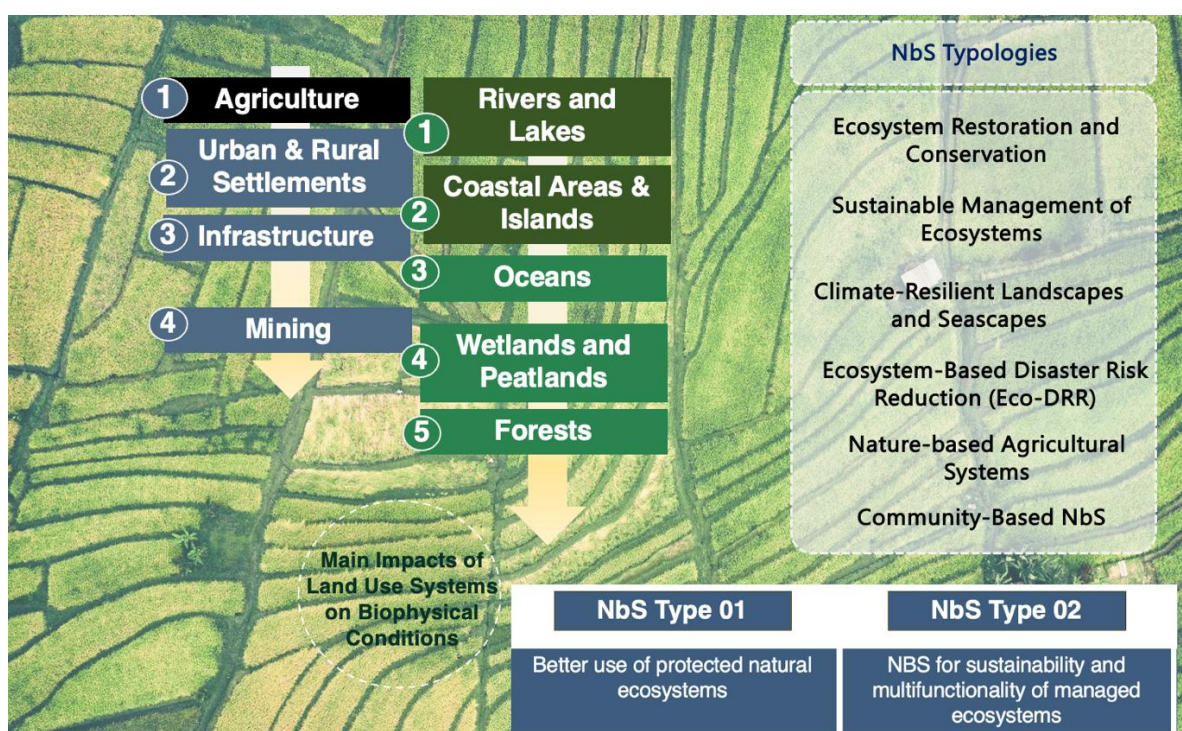 1 Agriculture
2 Urban & Rural
Settlements
3 Infrastructure
4 Mining
1 Rivers and
Lakes
2 Coastal Areas &
Islands
3 Oceans
4 Wetlands and
Peatlands
5 Forests
Main Impacts of
Land Use Systems
on Biophysical
Conditions
NbS Typologies
Ecosystem Restoration and
Conservation
Sustainable Management of
Ecosystems
Climate-Resilient Landscapes
and Seascapes
Ecosystem-Based Disaster Risk
Reduction (Eco-DRR)
Nature-based Agricultural
Systems
Community-Based NbS
NbS Type 01
Better use of protected natural
ecosystems
NbS Type 02
NBS for sustainability and
multifunctionality of managed
ecosystems